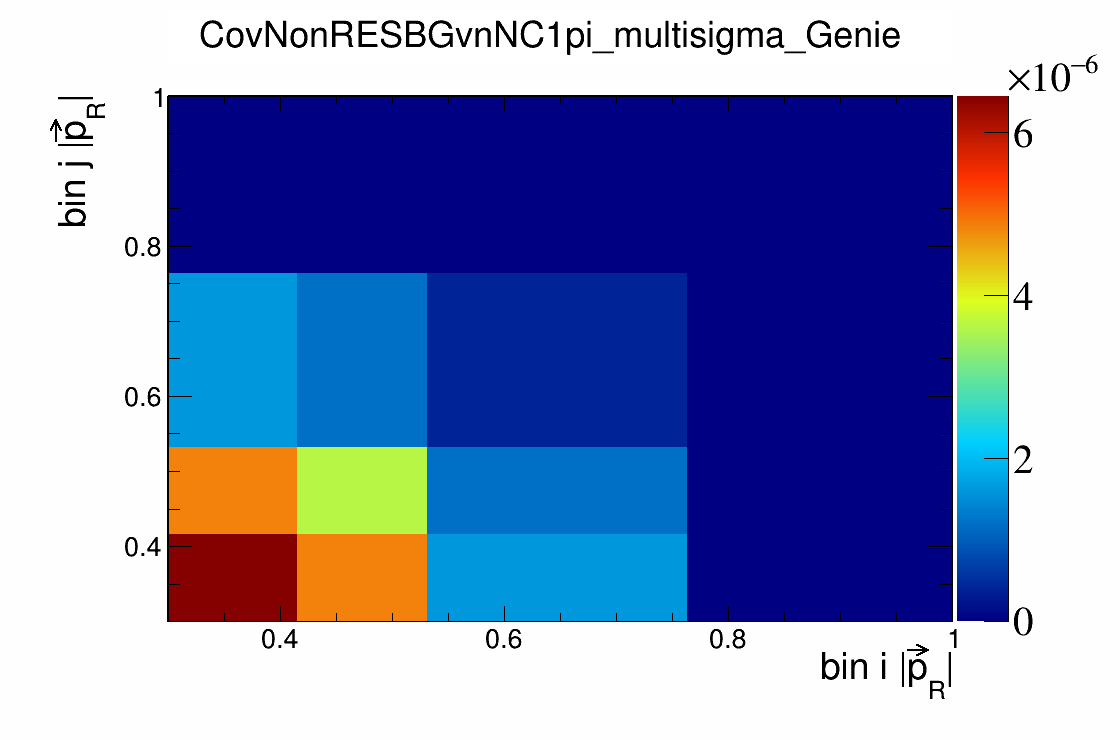 CovNonRESBGvnNC1pi_multisigma_Genie
×10⁻⁶
bin j |p⃗_R|
1
0.8
0.6
0.4
6
4
2
0
0.4 0.6 0.8 1
bin i |p⃗_R|